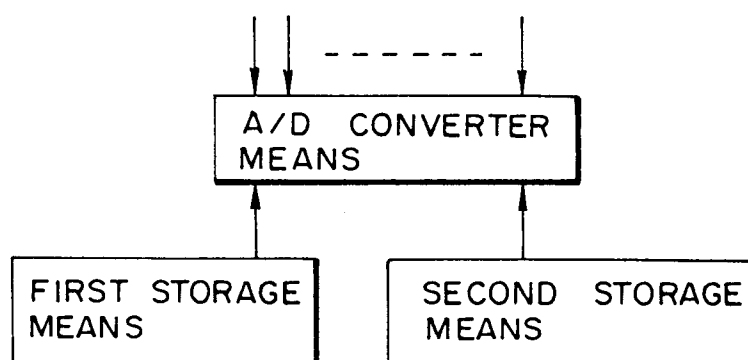 A/D CONVERTER
MEANS
FIRST STORAGE
MEANS
SECOND STORAGE
MEANS